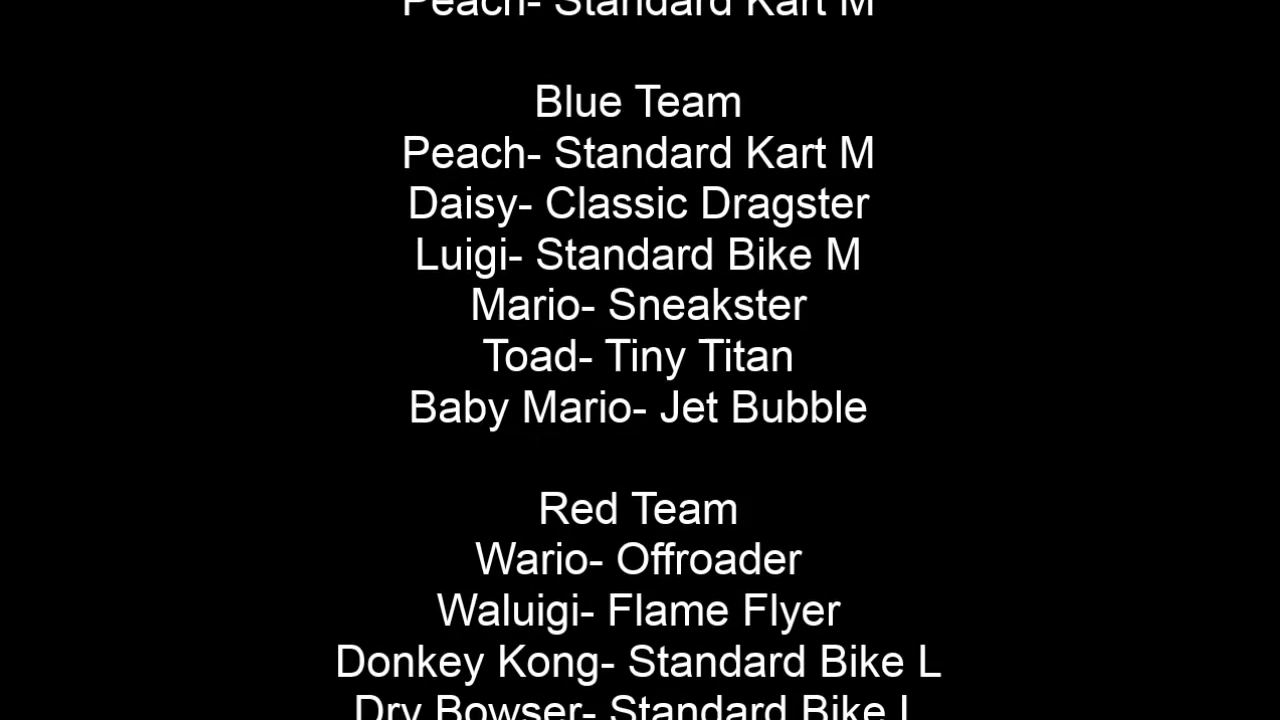 Peach- Standard Kart M
Blue Team
Peach- Standard Kart M
Daisy- Classic Dragster
Luigi- Standard Bike M
Mario- Sneakster
Toad- Tiny Titan
Baby Mario- Jet Bubble
Red Team
Wario- Offroader
Waluigi- Flame Flyer
Donkey Kong- Standard Bike L
Dry Bowser- Standard Bike L